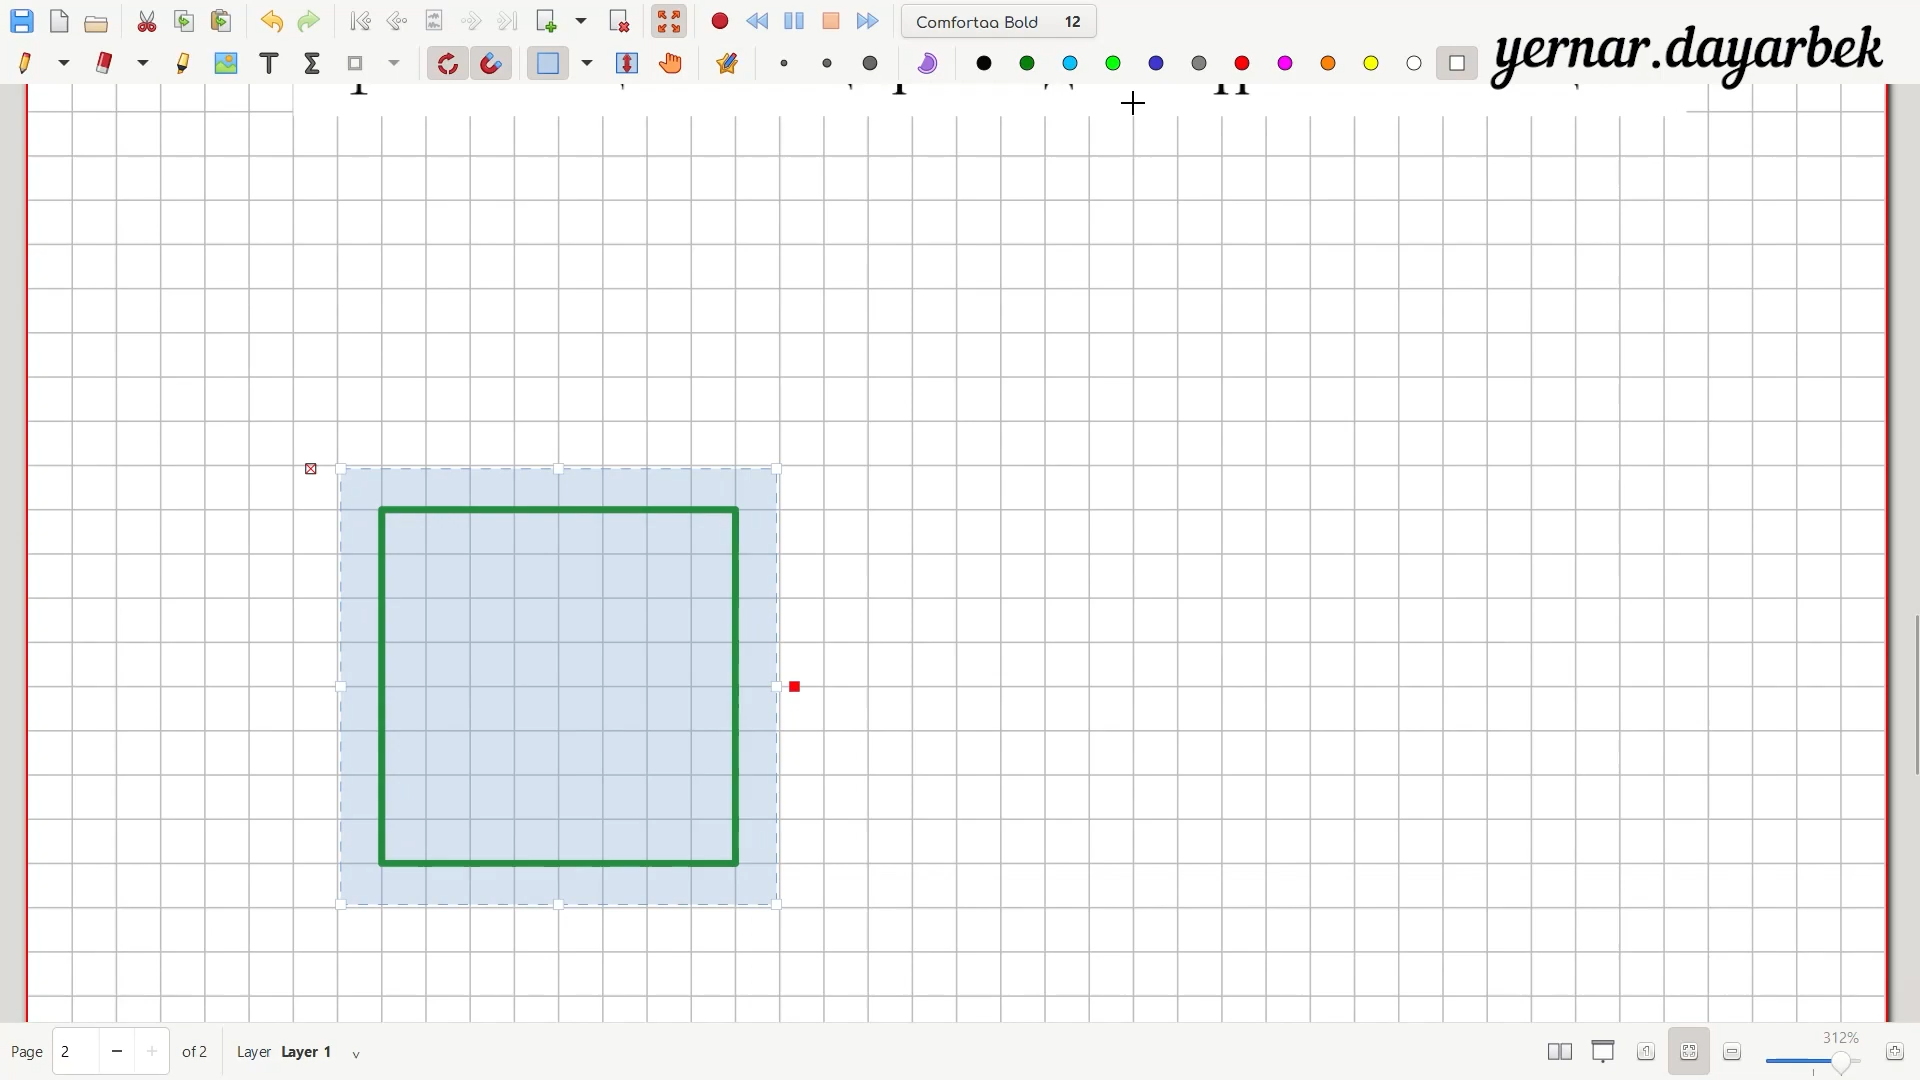 Comfortaa Bold 12
yernar.dayarbek
Page 2 of 2 Layer Layer 1
312%